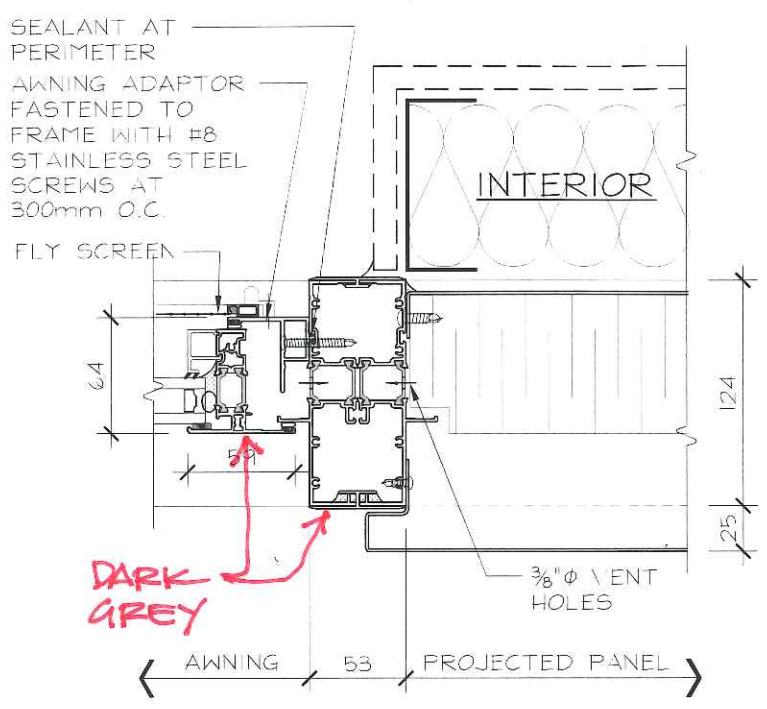 SEALANT AT
PERIMETER
AWNING ADAPTOR
FASTENED TO
FRAME WITH #8
STAINLESS STEEL
SCREWS AT
300mm O.C.
FLY SCREEN
INTERIOR
64
59
124
25
DARK
GREY
3/8"Φ VENT
HOLES
AWNING
53
PROJECTED PANEL